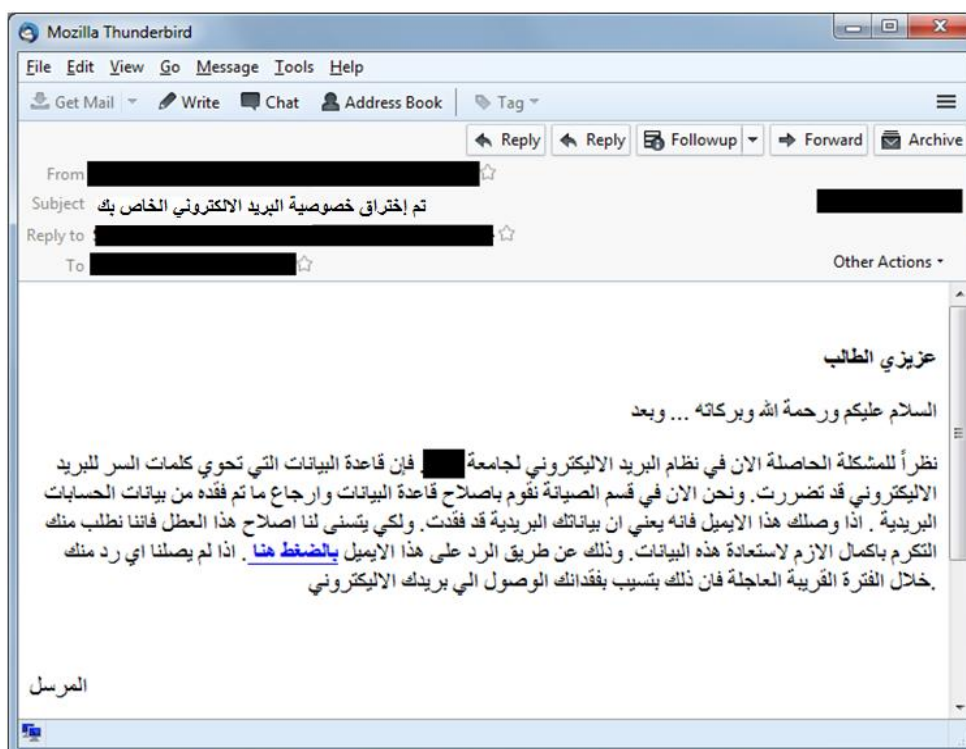 Mozilla Thunderbird
File Edit View Go Message Tools Help
Get Mail Write Chat Address Book Tag
Reply Reply Followup Forward Archive
From
Subject تم إختراق خصوصية البريد الالكتروني الخاص بك
Reply to
To Other Actions
عزيزي الطالب
السلام عليكم ورحمة الله وبركاته ... وبعد
نظراً للمشكلة الحاصلة الان في نظام البريد الاليكتروني لجامعة . فإن قاعدة البيانات التي تحوي كلمات السر للبريد
الاليكتروني قد تضررت. ونحن الان في قسم الصيانة نقوم باصلاح قاعدة البيانات وارجاع ما تم فقده من بيانات الحسابات
البريدية . اذا وصلك هذا الايميل فانه يعني ان بياناتك البريدية قد فقدت. ولكي يتسنى لنا اصلاح هذا العطل فاننا نطلب منك
التكرم باكمال الازم لاستعادة هذه البيانات. وذلك عن طريق الرد على هذا الايميل بالضغط هنا . اذا لم يصلنا اي رد منك
.خلال الفترة القريبة العاجلة فان ذلك بتسيب بفقدانك الوصول الي بريدك الاليكتروني
المرسل